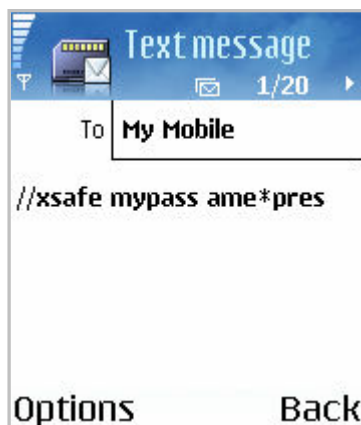 Text message
1/20
To My Mobile
//xsafe mypass ame*pres
Options Back